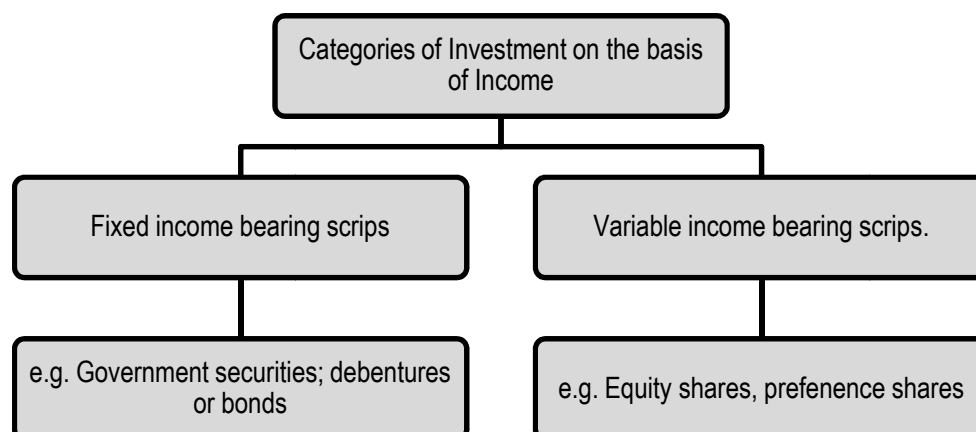 Categories of Investment on the basis
of Income
Fixed income bearing scrips
Variable income bearing scrips.
e.g. Government securities; debentures
or bonds
e.g. Equity shares, prefenence shares